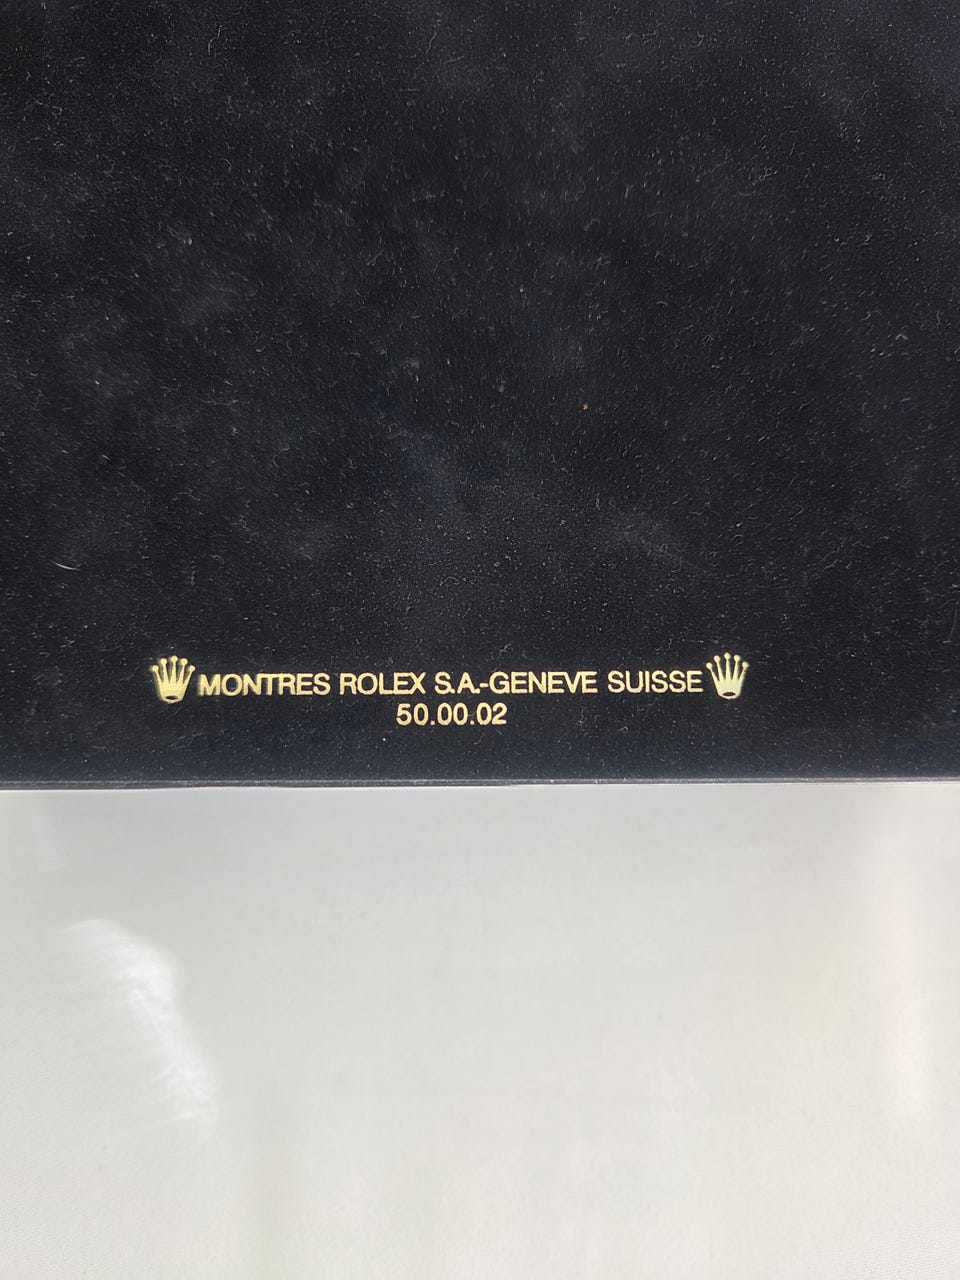 MONTRES ROLEX S.A.-GENEVE SUISSE
50.00.02